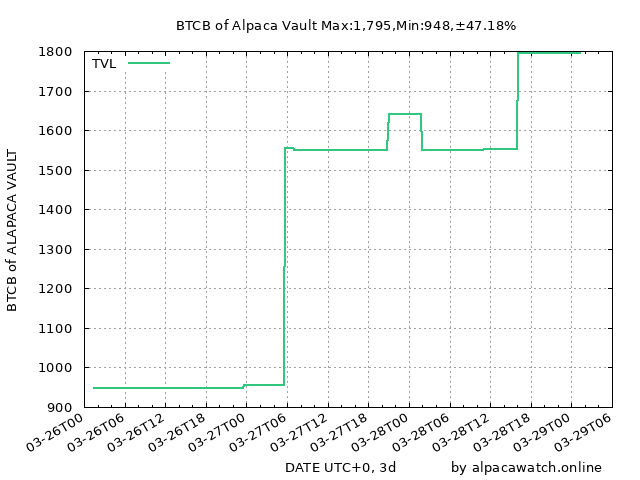 BTCB of Alpaca Vault Max:1,795,Min:948,±47.18%
TVL
BTCB of ALAPACA VAULT
1800
1700
1600
1500
1400
1300
1200
1100
1000
900
03-26T00
03-26T06
03-26T12
03-26T18
03-27T00
03-27T06
03-27T12
03-27T18
03-28T00
03-28T06
03-28T12
03-28T18
03-29T00
03-29T06
DATE UTC+0, 3d
by alpacawatch.online